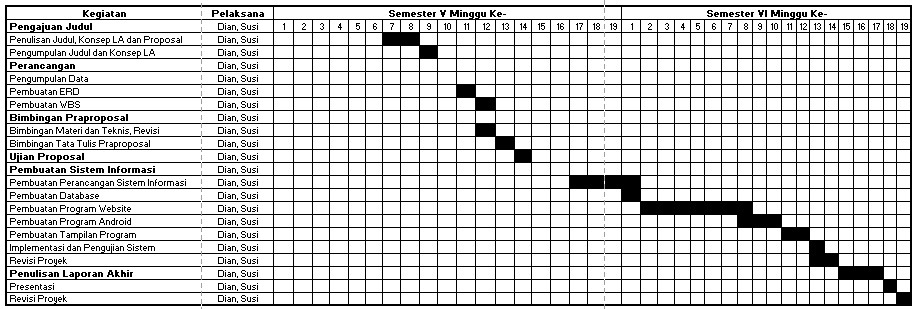 Kegiatan Pelaksana Semester V Minggu Ke- Semester VI Minggu Ke-
Pengajuan Judul Dian, Susi 1 2 3 4 5 6 7 8 9 10 11 12 13 14 15 16 17 18 19 1 2 3 4 5 6 7 8 9 10 11 12 13 14 15 16 17 18 19
Penulisan Judul, Konsep LA dan Proposal Dian, Susi
Pengumpulan Judul dan Konsep LA Dian, Susi
Perancangan Dian, Susi
Pengumpulan Data Dian, Susi
Pembuatan ERD Dian, Susi
Pembuatan WBS Dian, Susi
Bimbingan Praproposal Dian, Susi
Bimbingan Materi dan Teknis, Revisi Dian, Susi
Bimbingan Tata Tulis Praproposal Dian, Susi
Ujian Proposal Dian, Susi
Pembuatan Sistem Informasi Dian, Susi
Pembuatan Perancangan Sistem Informasi Dian, Susi
Pembuatan Database Dian, Susi
Pembuatan Program Website Dian, Susi
Pembuatan Program Android Dian, Susi
Pembuatan Tampilan Program Dian, Susi
Implementasi dan Pengujian Sistem Dian, Susi
Revisi Proyek Dian, Susi
Penulisan Laporan Akhir Dian, Susi
Presentasi Dian, Susi
Revisi Proyek Dian, Susi